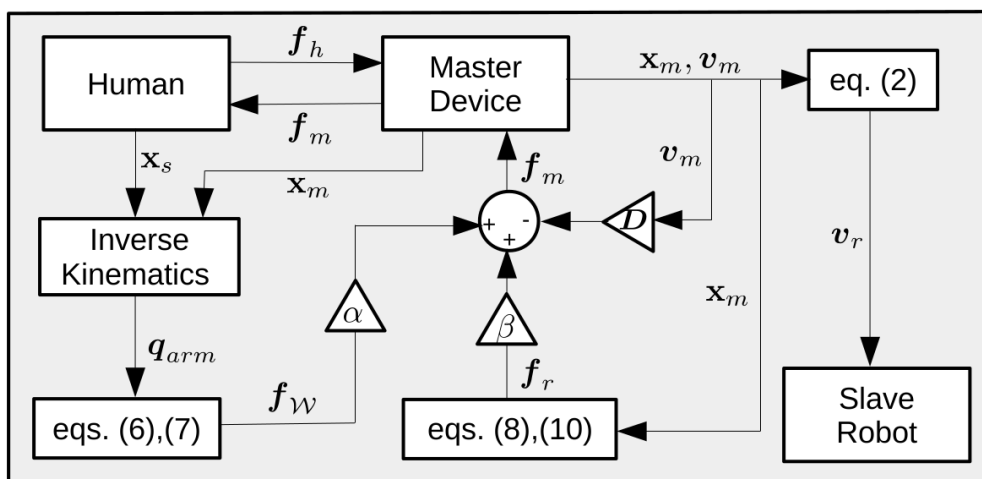 f_h
Human
Master
Device
x_m, v_m
eq. (2)
f_m
x_s
x_m
f_m
v_m
+
-
+
D
Inverse
Kinematics
v_r
x_m
α
β
q_arm
f_r
f_𝒲
eqs. (6),(7)
eqs. (8),(10)
Slave
Robot